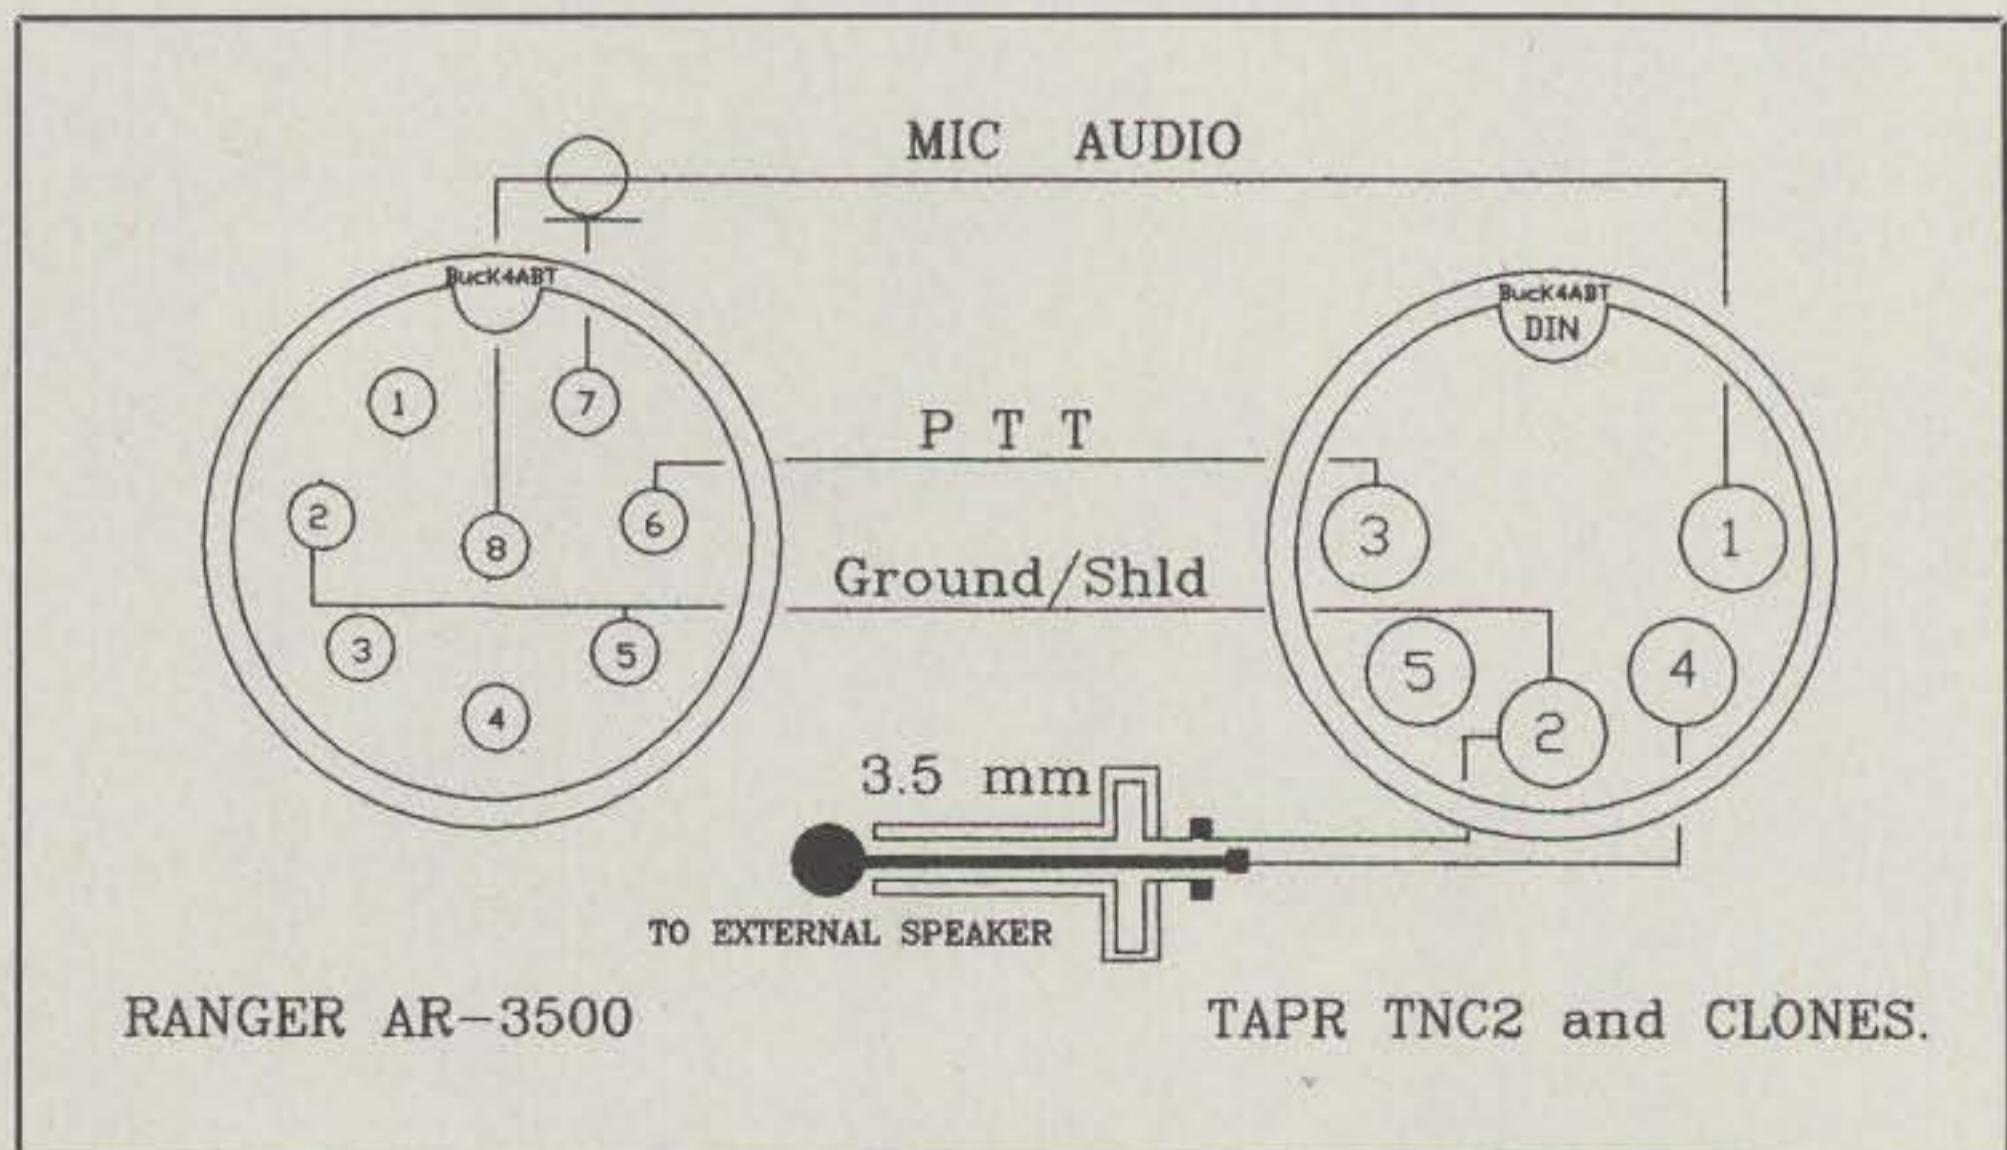 MIC AUDIO
BucK4ABT
BucK4ABT
DIN
1
7
P T T
2
8
6
3
1
Ground/Shld
3
5
5
4
4
2
3.5 mm
TO EXTERNAL SPEAKER
RANGER AR-3500
TAPR TNC2 and CLONES.